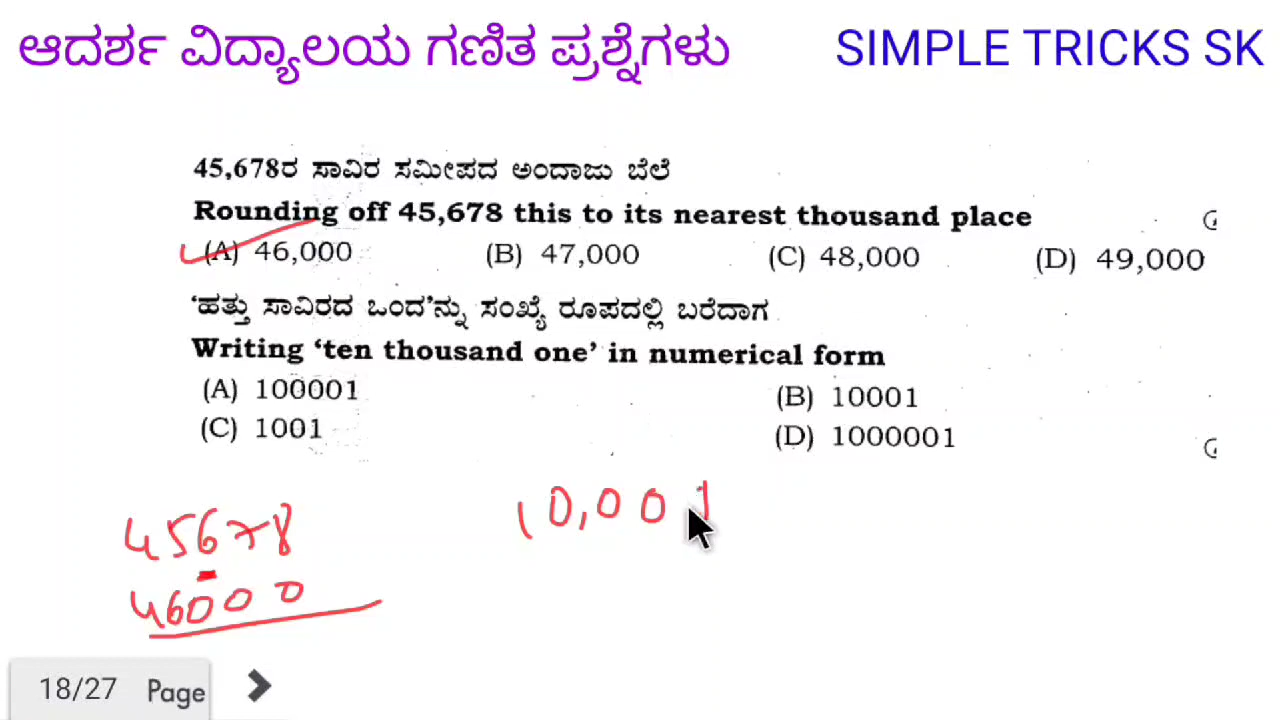 ಆದರ್ಶ ವಿದ್ಯಾಲಯ ಗಣಿತ ಪ್ರಶ್ನೆಗಳು SIMPLE TRICKS SK
45,678ರ ಸಾವಿರ ಸಮೀಪದ ಅಂದಾಜು ಬೆಲೆ
Rounding off 45,678 this to its nearest thousand place
(A) 46,000 (B) 47,000 (C) 48,000 (D) 49,000
‘ಹತ್ತು ಸಾವಿರದ ಒಂದ’ನ್ನು ಸಂಖ್ಯೆ ರೂಪದಲ್ಲಿ ಬರೆದಾಗ
Writing ‘ten thousand one’ in numerical form
(A) 100001 (B) 10001
(C) 1001 (D) 1000001
45678 10,001
46000
18/27 Page